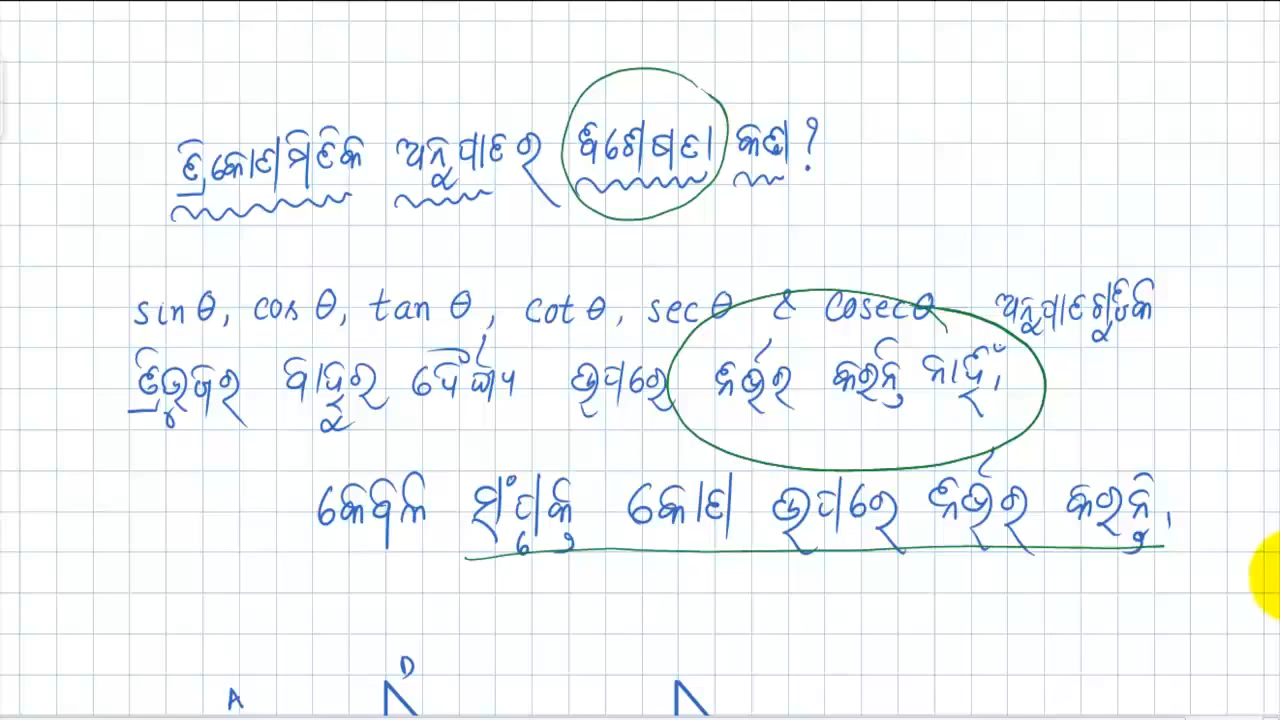 ତ୍ରିକୋଣମିତିକ ଅନୁପାତର ବିଶେଷତା କଣ?
sinθ, cosθ, tanθ, cotθ, secθ & cosecθ ଅନୁପାତଗୁଡ଼ିକ
ତ୍ରିଭୁଜର ବାହୁର ଦୈର୍ଘ୍ୟ ଉପରେ ନିର୍ଭର କରନ୍ତି ନାହିଁ।
କେବଳ ସଂପୃକ୍ତ କୋଣ ଉପରେ ନିର୍ଭର କରନ୍ତି।
D
A